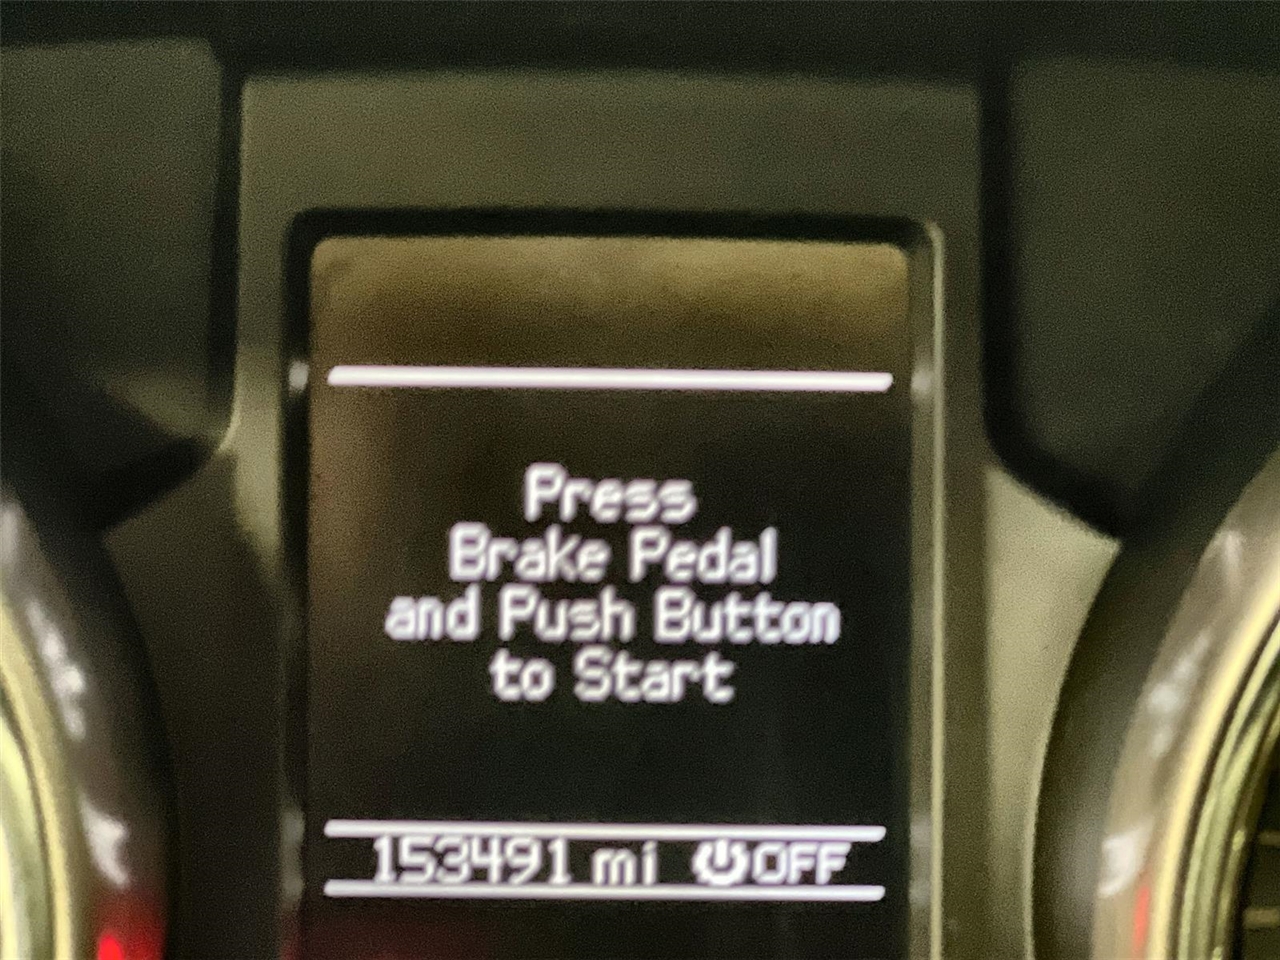 Press
Brake Pedal
and Push Button
to Start
153491 mi OFF